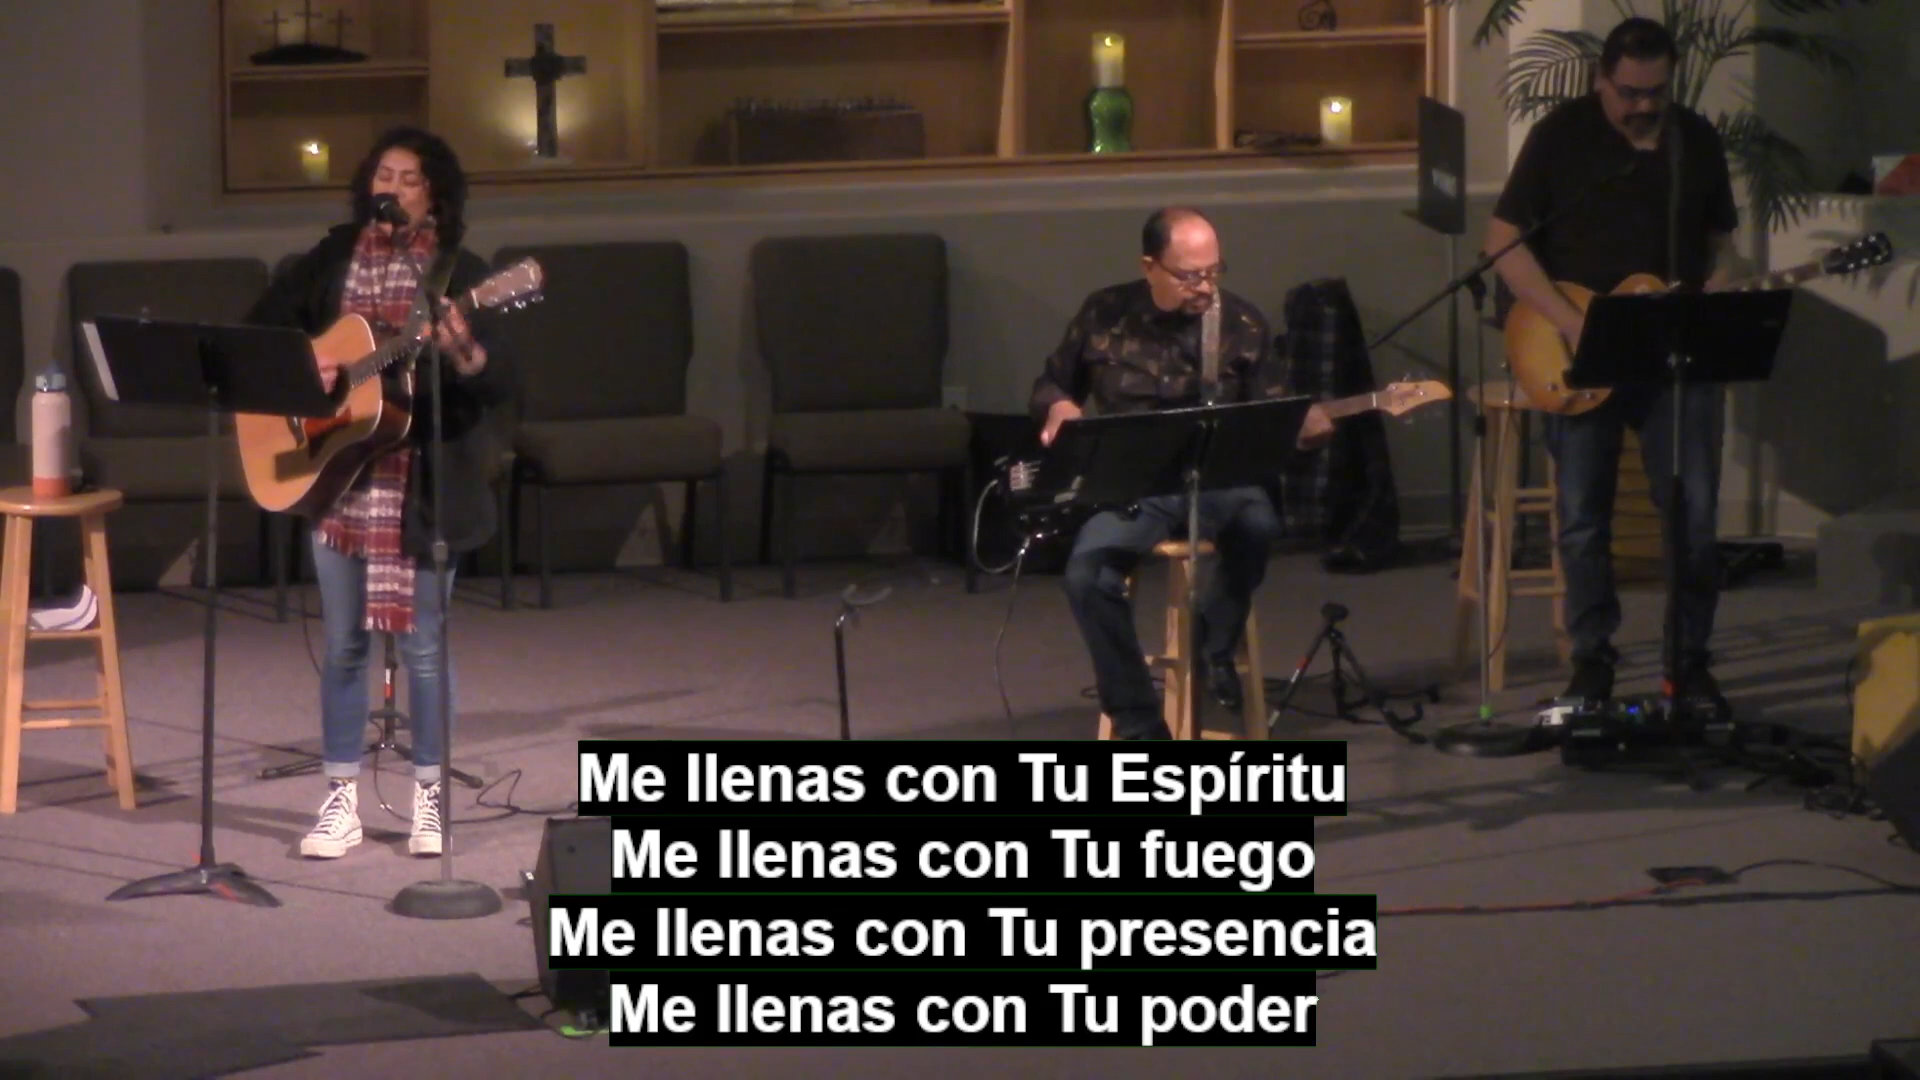 Me llenas con Tu Espíritu
Me llenas con Tu fuego
Me llenas con Tu presencia
Me llenas con Tu poder